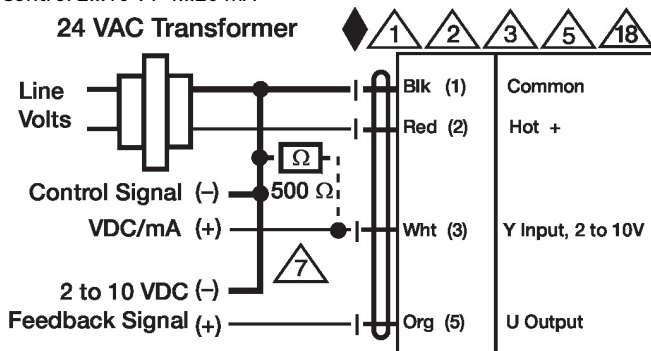 24 VAC Transformer
1 2 3 5 18
Line
Volts
Blk (1) Common
Red (2) Hot +
Ω
500 Ω
Control Signal (–)
VDC/mA (+)
Wht (3) Y Input, 2 to 10V
7
2 to 10 VDC (–)
Feedback Signal (+)
Org (5) U Output